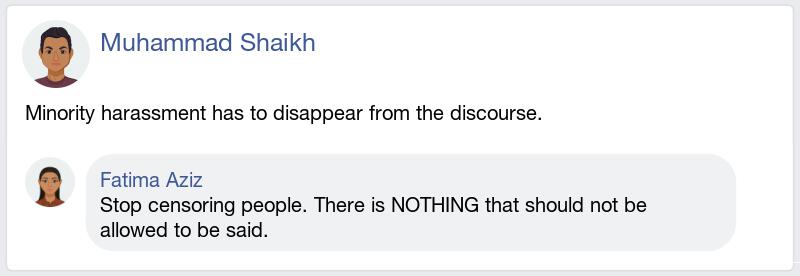 Muhammad Shaikh
Minority harassment has to disappear from the discourse.
Fatima Aziz
Stop censoring people. There is NOTHING that should not be
allowed to be said.